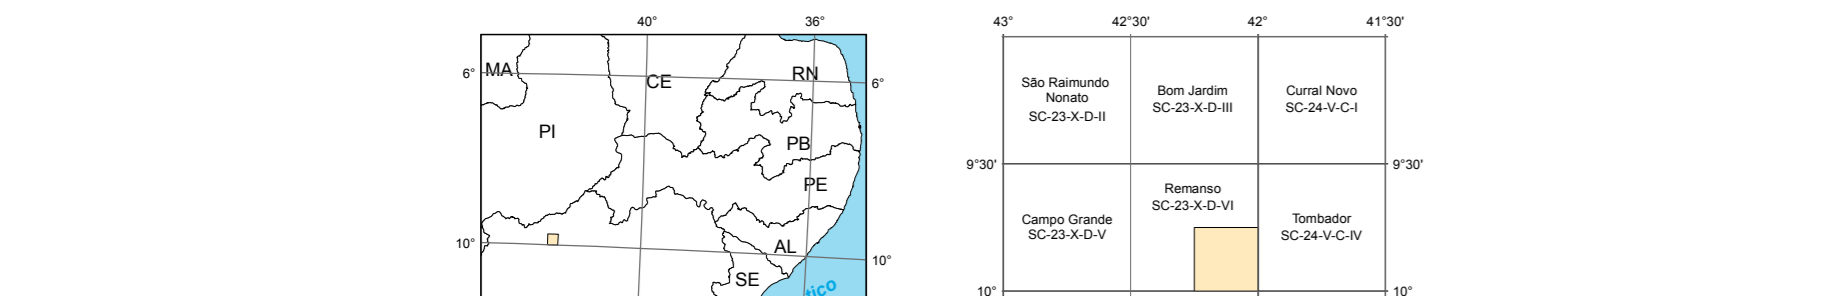 40°
36°
6°
6°
MA
CE
RN
PI
PB
PE
10°
10°
AL
SE
tico
43°
42°30'
42°
41°30'
São Raimundo
Nonato
SC-23-X-D-II
Bom Jardim
SC-23-X-D-III
Curral Novo
SC-24-V-C-I
9°30'
9°30'
Campo Grande
SC-23-X-D-V
Remanso
SC-23-X-D-VI
Tombador
SC-24-V-C-IV
10°
10°